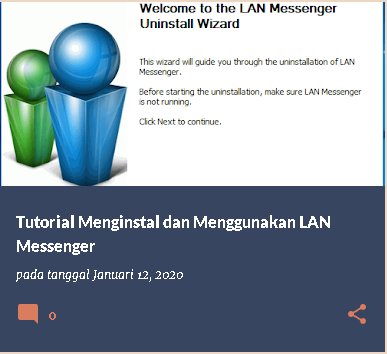 Welcome to the LAN Messenger
Uninstall Wizard
This wizard will guide you through the uninstallation of LAN
Messenger.
Before starting the uninstallation, make sure LAN Messenger
is not running.
Click Next to continue.
Tutorial Menginstal dan Menggunakan LAN
Messenger
pada tanggal Januari 12, 2020
0